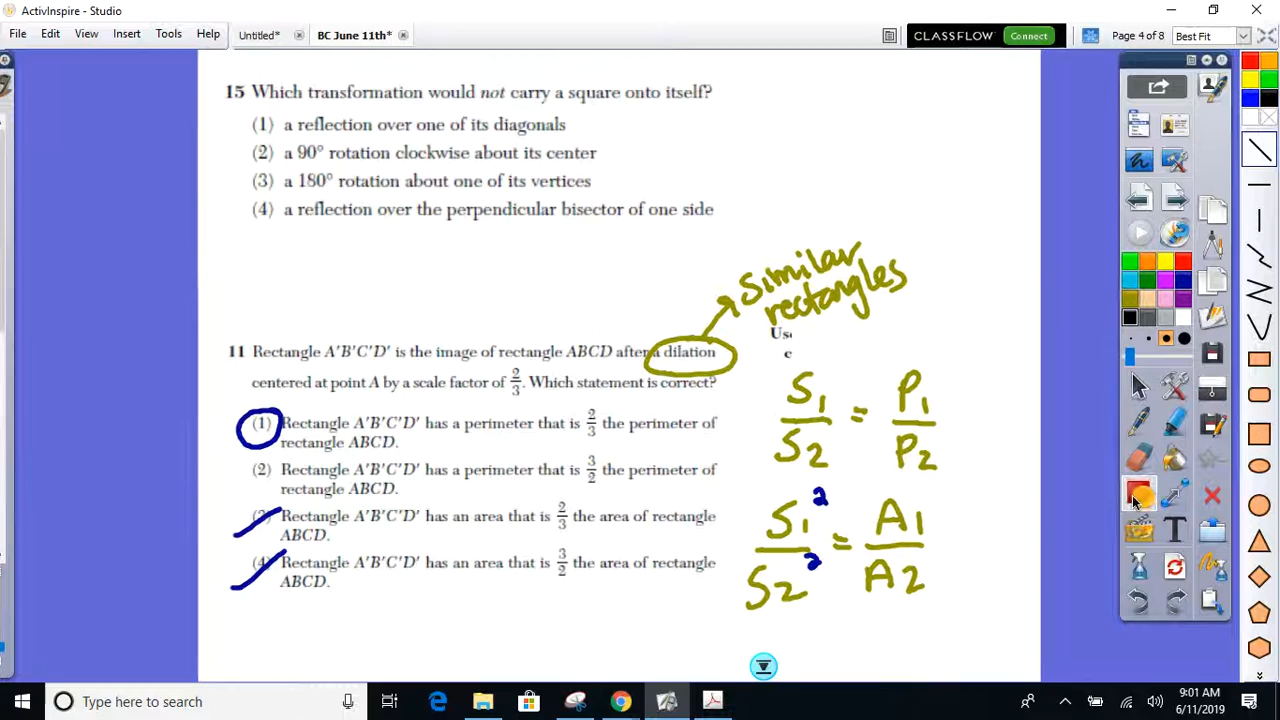 ActivInspire - Studio
File Edit View Insert Tools Help Untitled* BC June 11th* CLASSFLOW Connect Page 4 of 8 Best Fit
15 Which transformation would not carry a square onto itself?
(1) a reflection over one of its diagonals
(2) a 90° rotation clockwise about its center
(3) a 180° rotation about one of its vertices
(4) a reflection over the perpendicular bisector of one side
Similar
rectangles
Use
c
11 Rectangle A′B′C′D′ is the image of rectangle ABCD after a dilation
centered at point A by a scale factor of 2/3. Which statement is correct?
(1) Rectangle A′B′C′D′ has a perimeter that is 2/3 the perimeter of
rectangle ABCD.
(2) Rectangle A′B′C′D′ has a perimeter that is 3/2 the perimeter of
rectangle ABCD.
(3) Rectangle A′B′C′D′ has an area that is 2/3 the area of rectangle
ABCD.
(4) Rectangle A′B′C′D′ has an area that is 3/2 the area of rectangle
ABCD.
S1/S2 = P1/P2
S1²/S2² = A1/A2
Type here to search
9:01 AM
6/11/2019